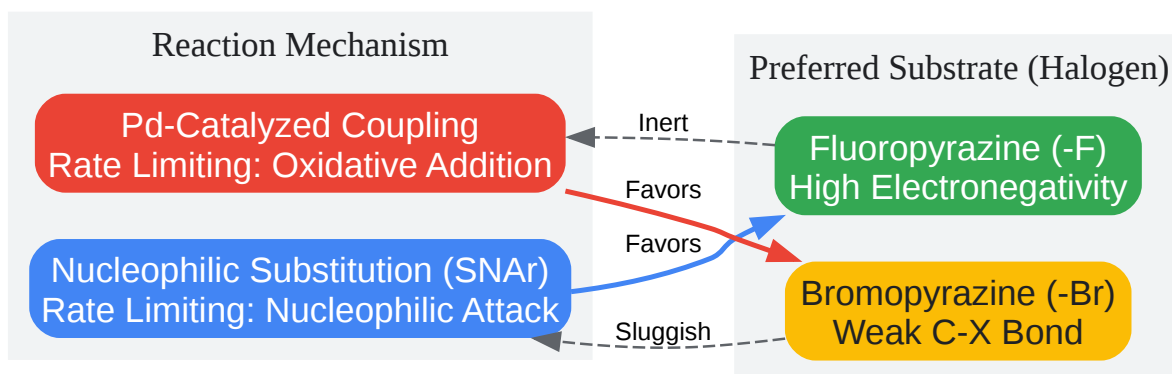 Reaction Mechanism
Pd-Catalyzed Coupling
Rate Limiting: Oxidative Addition
Nucleophilic Substitution (SNAr)
Rate Limiting: Nucleophilic Attack
Inert
Favors
Favors
Sluggish
Preferred Substrate (Halogen)
Fluoropyrazine (-F)
High Electronegativity
Bromopyrazine (-Br)
Weak C-X Bond